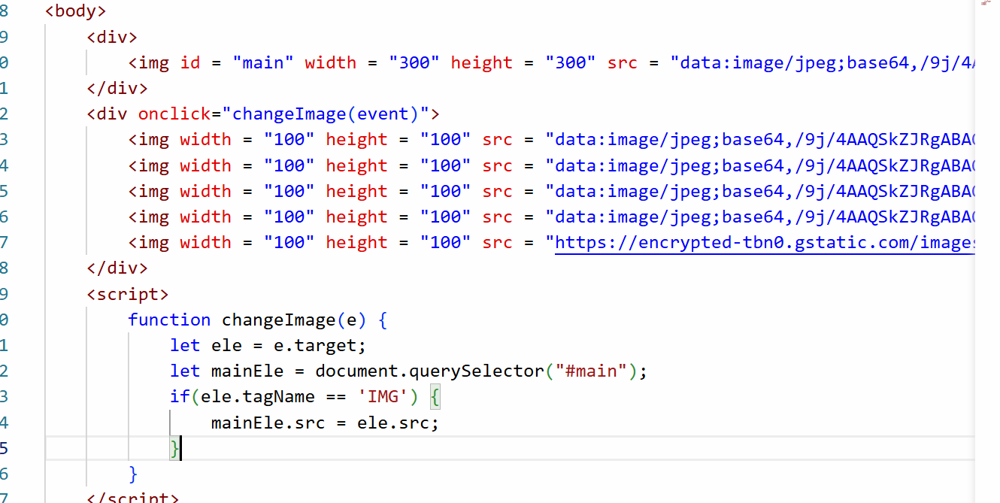 8 <body>
9 <div>
0 <img id = "main" width = "300" height = "300" src = "data:image/jpeg;base64,/9j/4A
1 </div>
2 <div onclick="changeImage(event)">
3 <img width = "100" height = "100" src = "data:image/jpeg;base64,/9j/4AAQSkZJRgABAQ
4 <img width = "100" height = "100" src = "data:image/jpeg;base64,/9j/4AAQSkZJRgABAQ
5 <img width = "100" height = "100" src = "data:image/jpeg;base64,/9j/4AAQSkZJRgABAQ
6 <img width = "100" height = "100" src = "data:image/jpeg;base64,/9j/4AAQSkZJRgABAQ
7 <img width = "100" height = "100" src = "https://encrypted-tbn0.gstatic.com/images
8 </div>
9 <script>
0 function changeImage(e) {
1 let ele = e.target;
2 let mainEle = document.querySelector("#main");
3 if(ele.tagName == 'IMG') {
4 mainEle.src = ele.src;
5 }
6 }
7 </script>